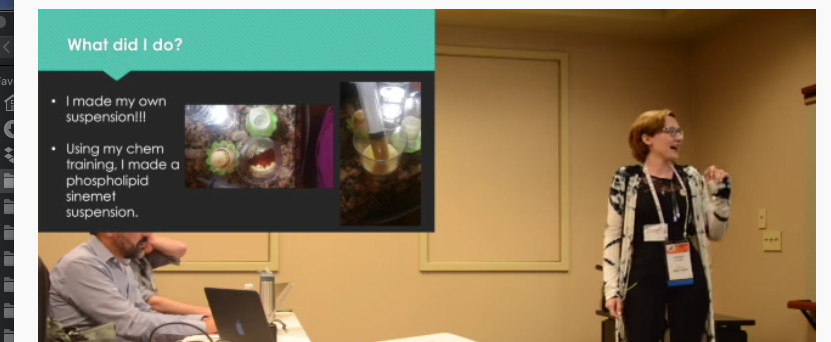 What did I do?
• I made my own
suspension!!!
• Using my chem
training, I made a
phospholipid
sinemet
suspension.